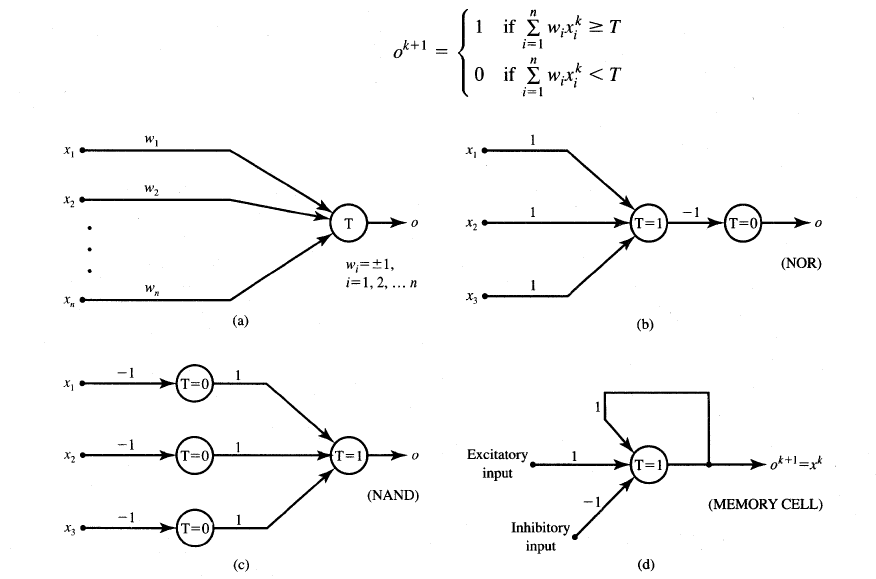 o^{k+1} = { 1 if \sum_{i=1}^{n} w_i x_i^k ≥ T
0 if \sum_{i=1}^{n} w_i x_i^k < T
x_1 w_1
x_2 w_2
x_n w_n
T o
w_i=±1,
i=1, 2, ... n
(a)
x_1 1
x_2 1 T=1 −1 T=0 o
x_3 1
(NOR)
(b)
x_1 −1 T=0 1
x_2 −1 T=0 1 T=1 o
x_3 −1 T=0 1
(NAND)
(c)
1
Excitatory
input
1 T=1 o^{k+1}=x^k
−1
Inhibitory
input
(MEMORY CELL)
(d)